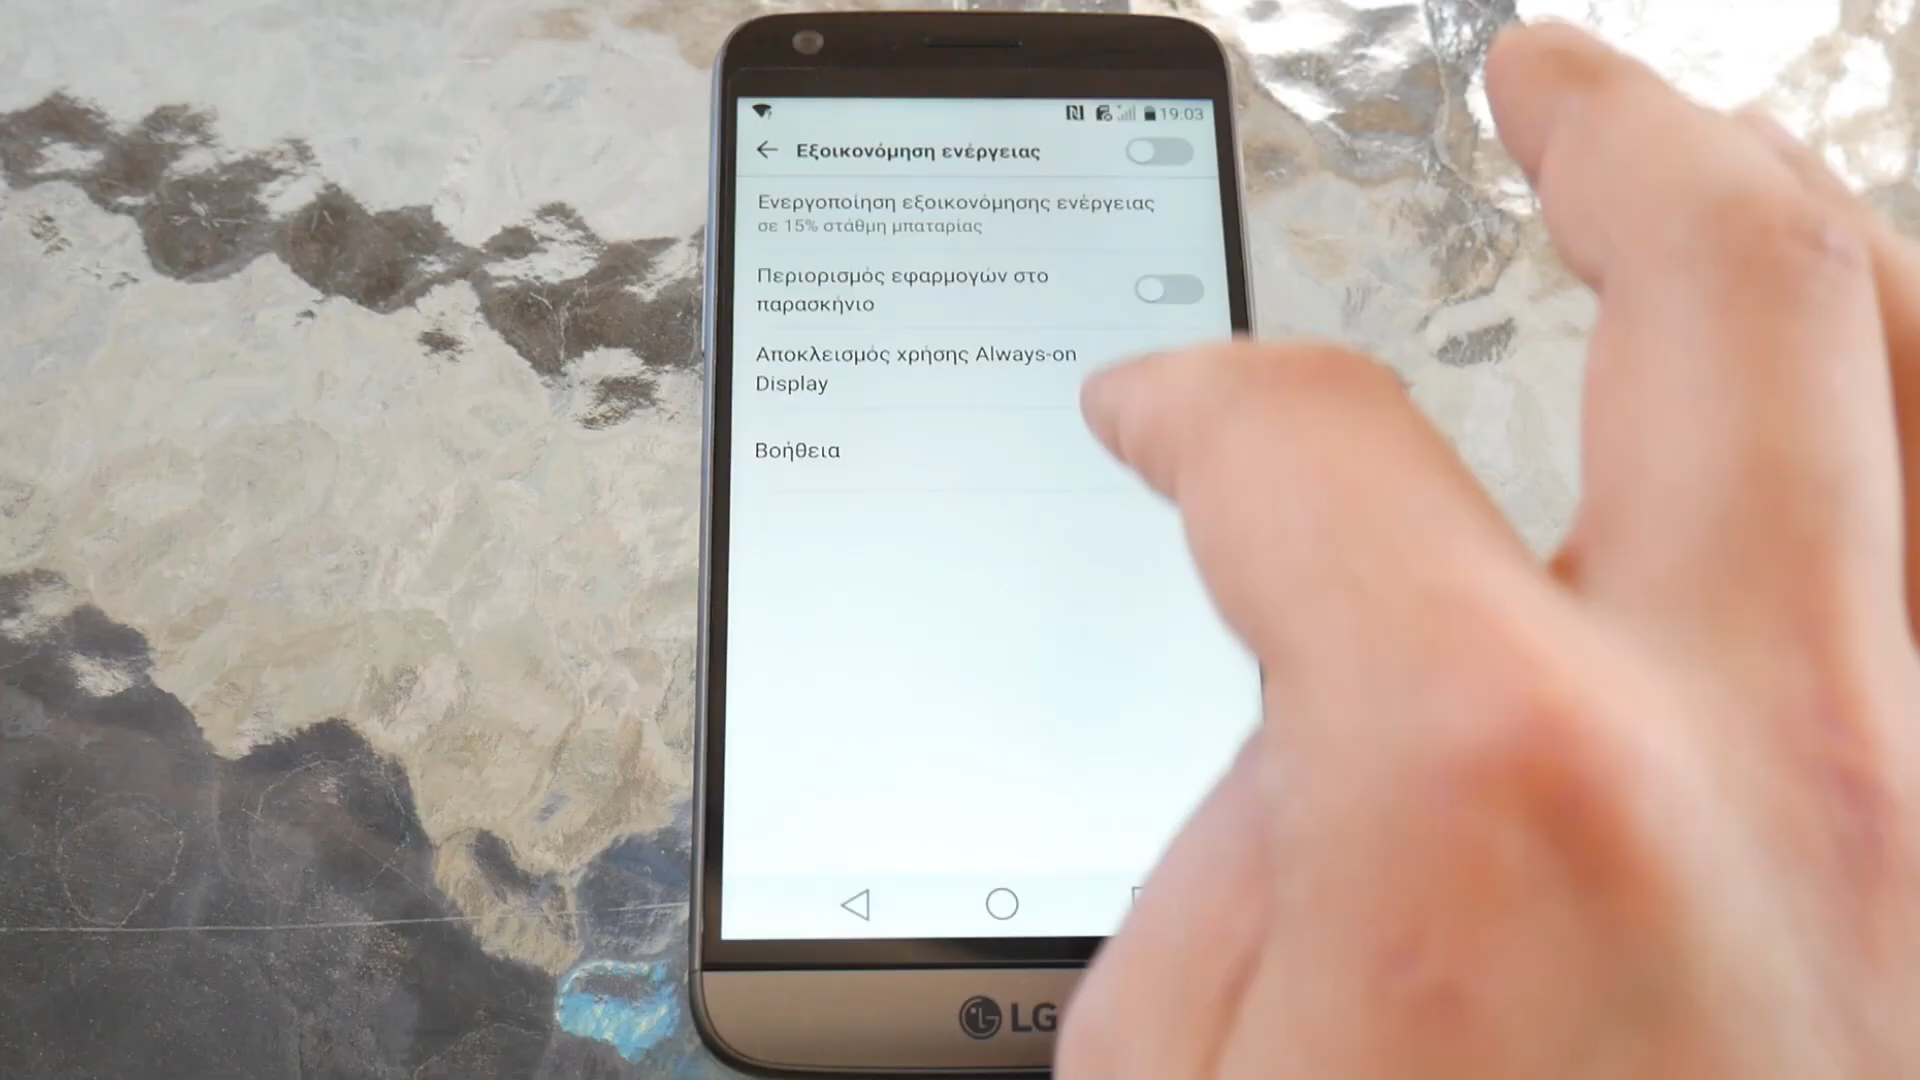 19:03
Εξοικονόμηση ενέργειας
Ενεργοποίηση εξοικονόμησης ενέργειας
σε 15% στάθμη μπαταρίας
Περιορισμός εφαρμογών στο
παρασκήνιο
Αποκλεισμός χρήσης Always-on
Display
Βοήθεια
LG